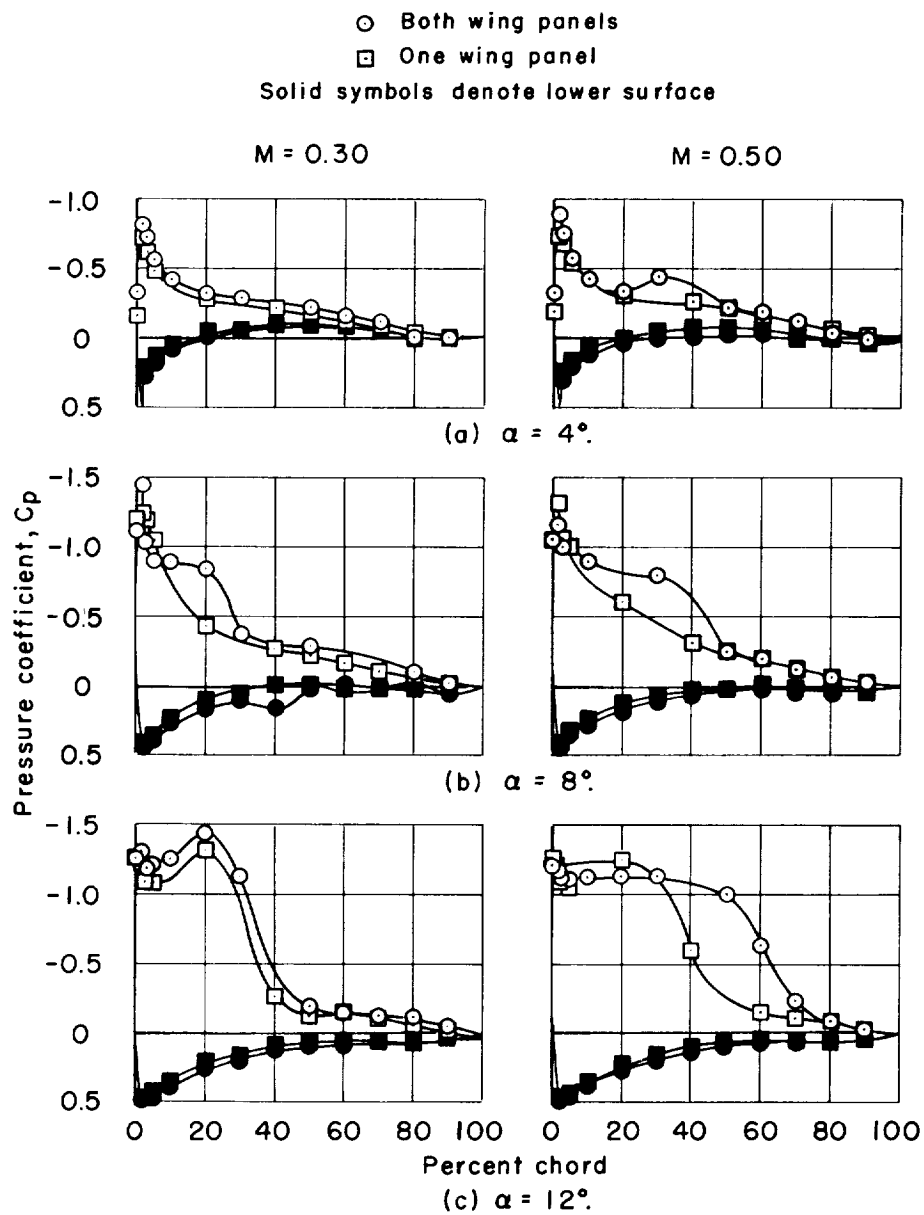 Both wing panels
One wing panel
Solid symbols denote lower surface
M = 0.30
M = 0.50
-1.0
-0.5
0
0.5
(a) α = 4°.
Pressure coefficient, Cp
-1.5
-1.0
-0.5
0
0.5
(b) α = 8°.
-1.5
-1.0
-0.5
0
0.5
0 20 40 60 80 100
0 20 40 60 80 100
Percent chord
(c) α = 12°.